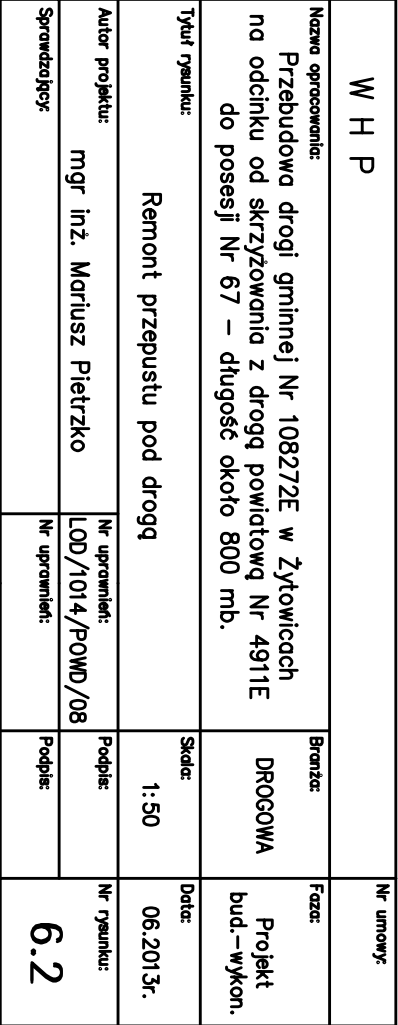 W H P
Nr umowy:
Nazwa opracowania:
Przebudowa drogi gminnej Nr 108272E w Żytowicach
na odcinku od skrzyżowania z drogą powiatową Nr 4911E
do posesji Nr 67 – długość około 800 mb.
Branża:
DROGOWA
Faza:
Projekt
bud.–wykon.
Tytuł rysunku:
Remont przepustu pod drogą
Skala:
1:50
Data:
06.2013r.
Autor projektu:
mgr inż. Mariusz Pietrzko
Nr uprawnień:
LOD/1014/POWD/08
Podpis:
Nr rysunku:
6.2
Sprawdzający:
Nr uprawnień:
Podpis: